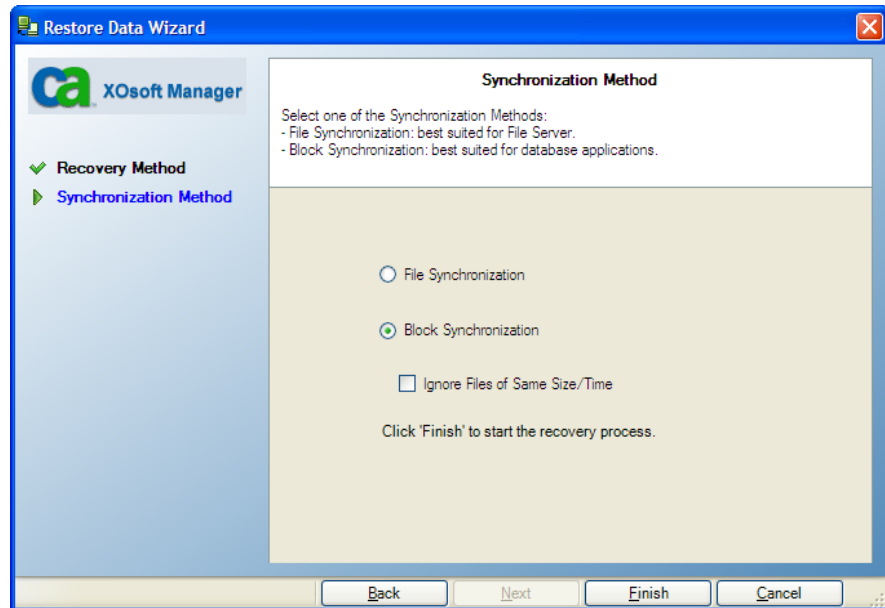 Restore Data Wizard
ca XOsoft Manager
Recovery Method
Synchronization Method
Synchronization Method
Select one of the Synchronization Methods:
- File Synchronization: best suited for File Server.
- Block Synchronization: best suited for database applications.
File Synchronization
Block Synchronization
Ignore Files of Same Size/Time
Click 'Finish' to start the recovery process.
Back
Next
Finish
Cancel